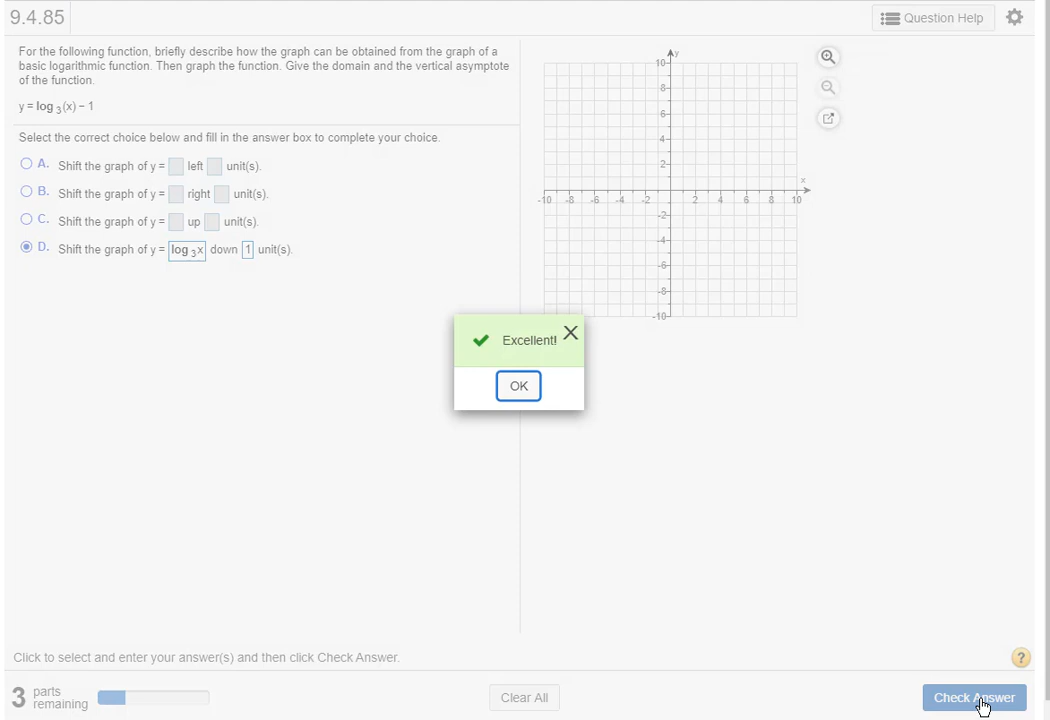 9.4.85
Question Help
For the following function, briefly describe how the graph can be obtained from the graph of a
basic logarithmic function. Then graph the function. Give the domain and the vertical asymptote
of the function.
y = log 3 (x) − 1
Select the correct choice below and fill in the answer box to complete your choice.
A. Shift the graph of y = left unit(s).
B. Shift the graph of y = right unit(s).
C. Shift the graph of y = up unit(s).
D. Shift the graph of y = log 3 x down 1 unit(s).
y
10
8
6
4
2
x
-10 -8 -6 -4 -2 2 4 6 8 10
-2
-4
-6
-8
-10
Excellent!
OK
Click to select and enter your answer(s) and then click Check Answer.
?
3 parts
remaining
Clear All
Check Answer